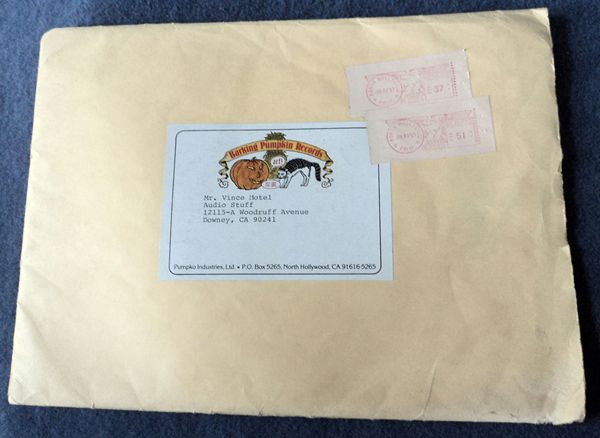 Barking Pumpkin Records
Mr. Vince Motel
Audio Stuff
12115-A Woodruff Avenue
Downey, CA 90241
Pumpko Industries, Ltd. • P.O. Box 5265, North Hollywood, CA 91616-5265